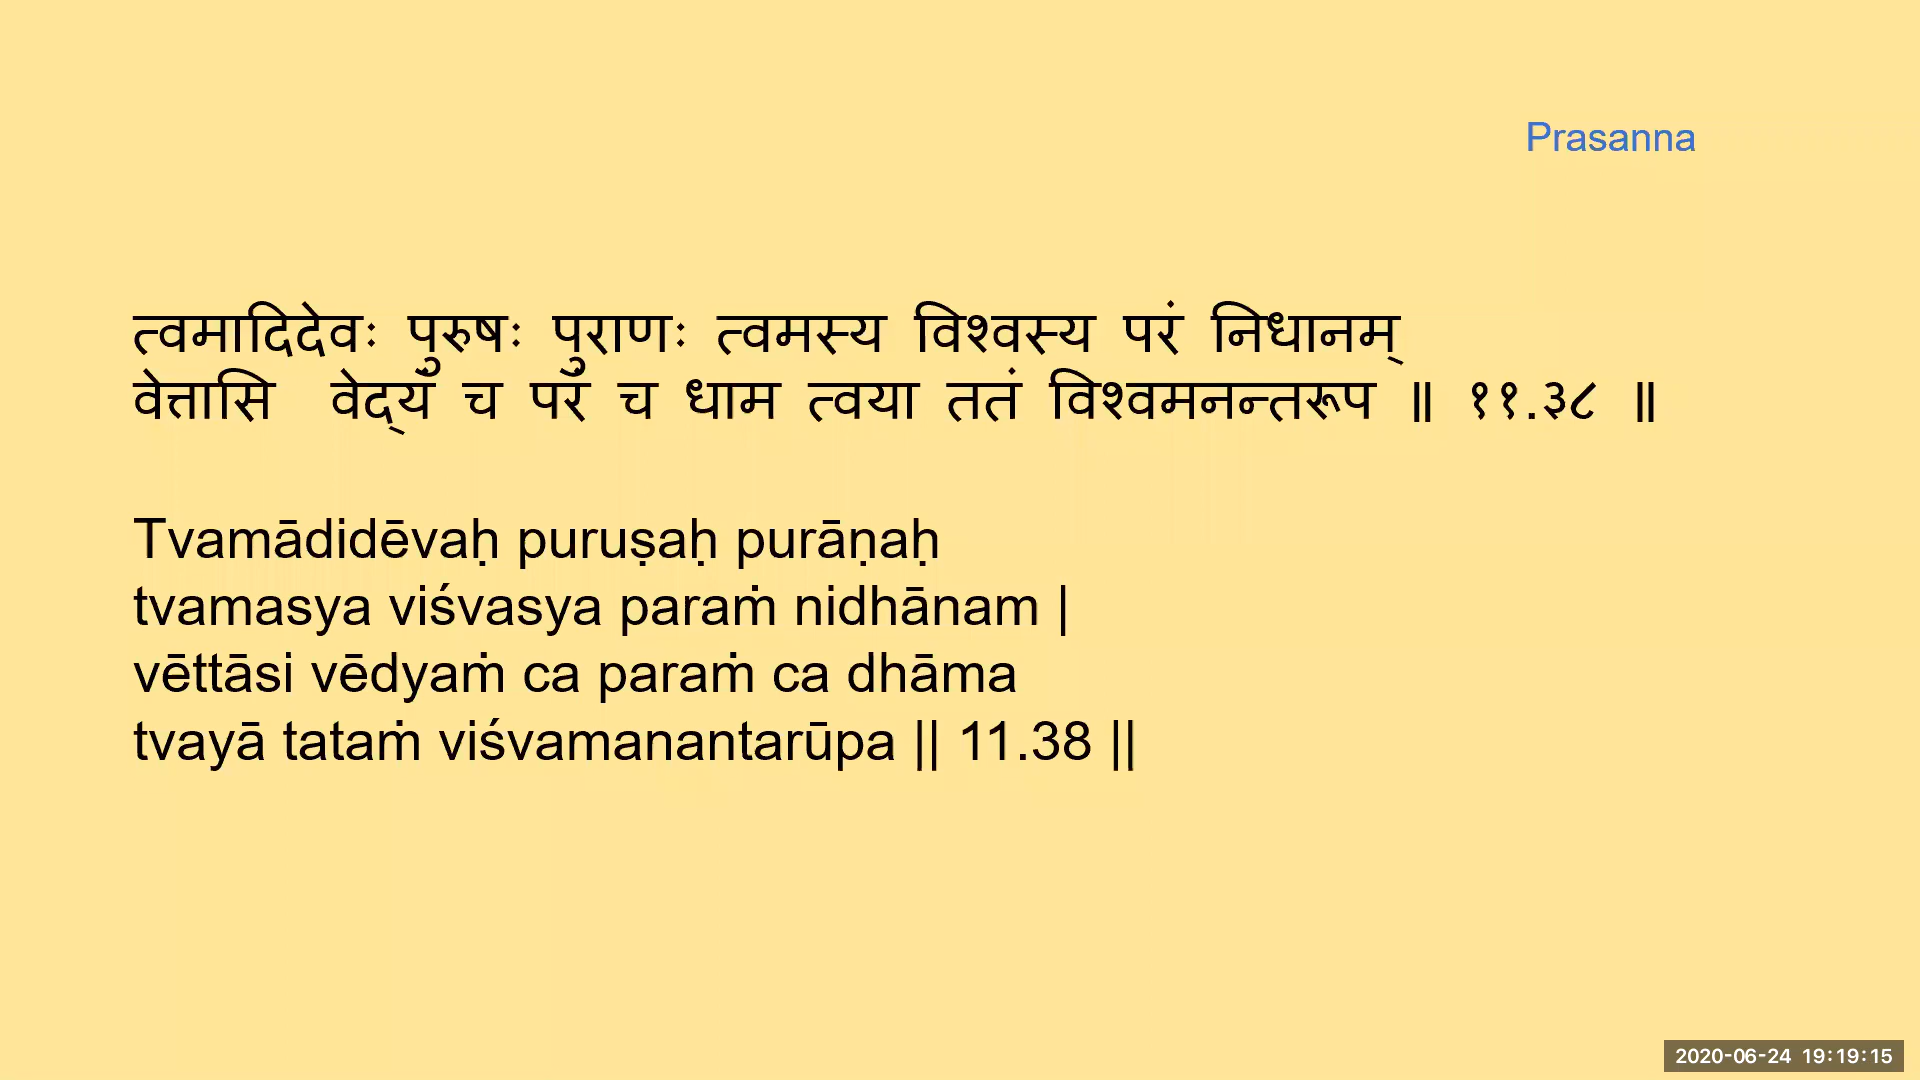 Prasanna
त्वमादिदेवः पुरुषः पुराणः त्वमस्य विश्वस्य परं निधानम्
वेत्तासि वेद्‌यं च परं च धाम त्वया ततं विश्वमनन्तरूप ॥ ११.३८ ॥
Tvamādidēvaḥ puruṣaḥ purāṇaḥ
tvamasya viśvasya paraṁ nidhānam |
vēttāsi vēdyaṁ ca paraṁ ca dhāma
tvayā tataṁ viśvamanantarūpa || 11.38 ||
2020-06-24 19:19:15